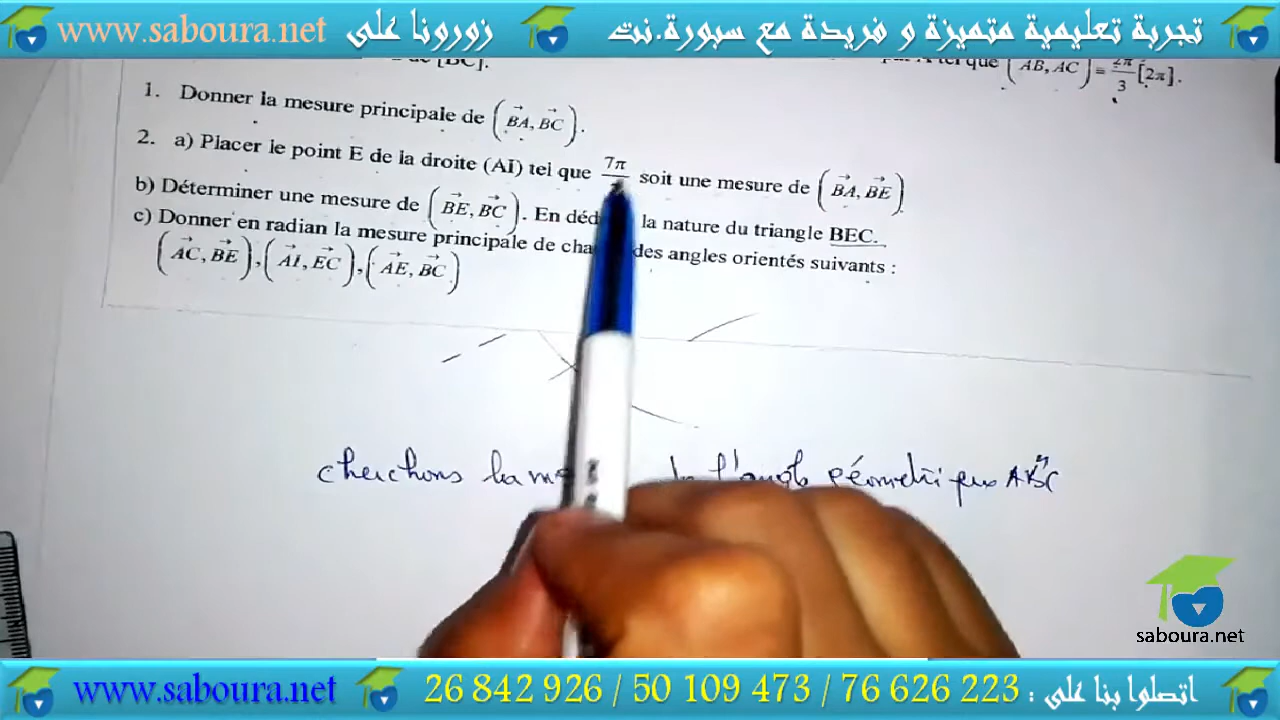 www.saboura.net زورونا على
تجربة تعليمية متميزة و فريدة مع سبورة.نت
de [BC].
tel que (AB, AC) ≡ 2π/3 [2π].
1. Donner la mesure principale de (BA, BC).
2. a) Placer le point E de la droite (AI) tel que 7π soit une mesure de (BA, BE)
b) Déterminer une mesure de (BE, BC). En la nature du triangle BEC.
c) Donner en radian la mesure principale de des angles orientés suivants :
(AC, BE), (AI, EC), (AE, BC)
cherchons la l'angle géométrique ABC
saboura.net
www.saboura.net
26 842 926 / 50 109 473 / 76 626 223 : اتصلوا بنا على